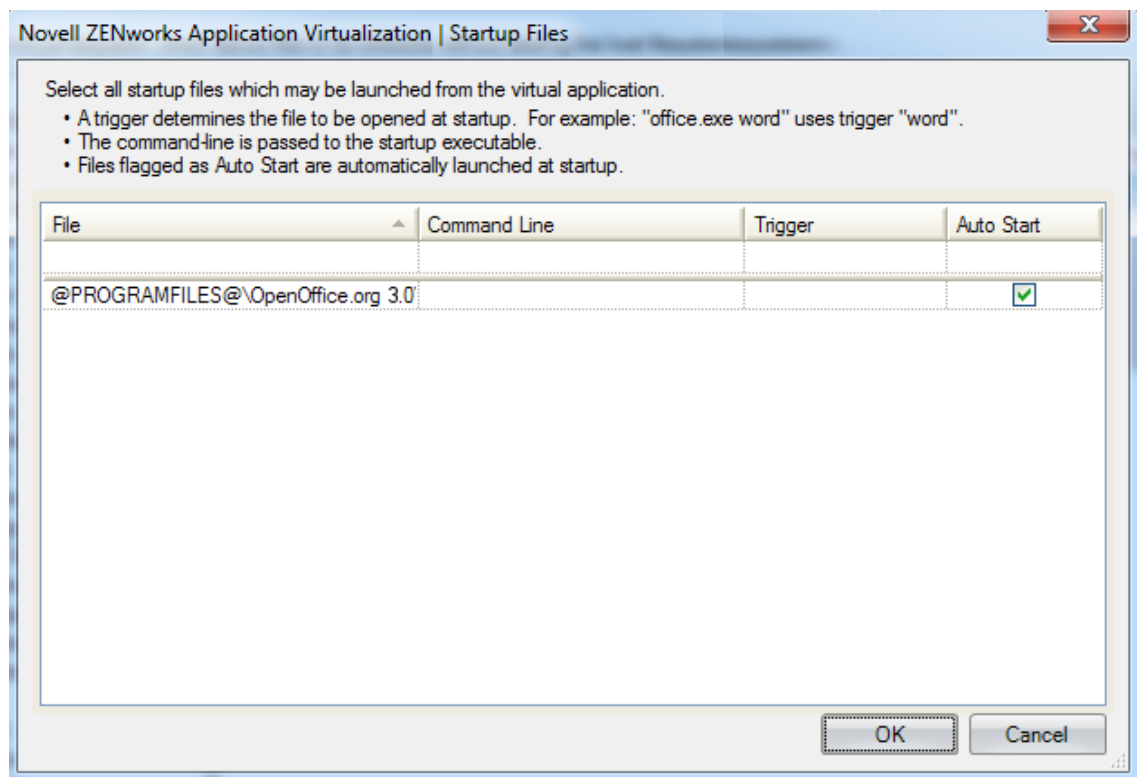 Novell ZENworks Application Virtualization | Startup Files
Select all startup files which may be launched from the virtual application.
• A trigger determines the file to be opened at startup. For example: "office.exe word" uses trigger "word".
• The command-line is passed to the startup executable.
• Files flagged as Auto Start are automatically launched at startup.
File Command Line Trigger Auto Start
@PROGRAMFILES@\OpenOffice.org 3.0
OK Cancel